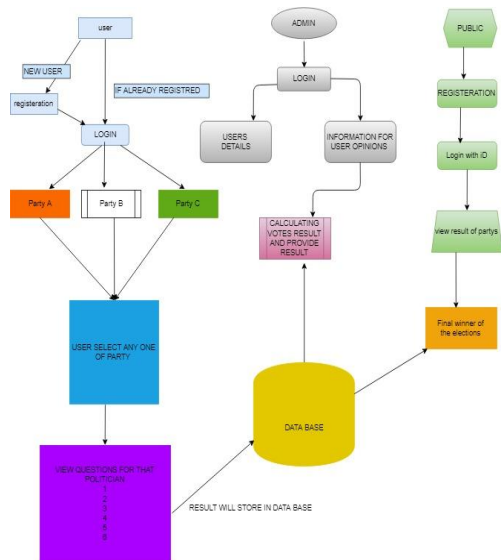 user
NEW USER
IF ALREADY REGISTRED
registeration
LOGIN
Party A
Party B
Party C
USER SELECT ANY ONE
OF PARTY
VIEW QUESTIONS FOR THAT
POLITICIAN
1
2
3
4
5
6
RESULT WILL STORE IN DATA BASE
ADMIN
LOGIN
USERS
DETAILS
INFORMATION FOR
USER OPINIONS
CALCULATING
VOTES RESULT
AND PROVIDE
RESULT
DATA BASE
PUBLIC
REGISTERATION
Login with iD
view result of partys
Final winner of
the elections